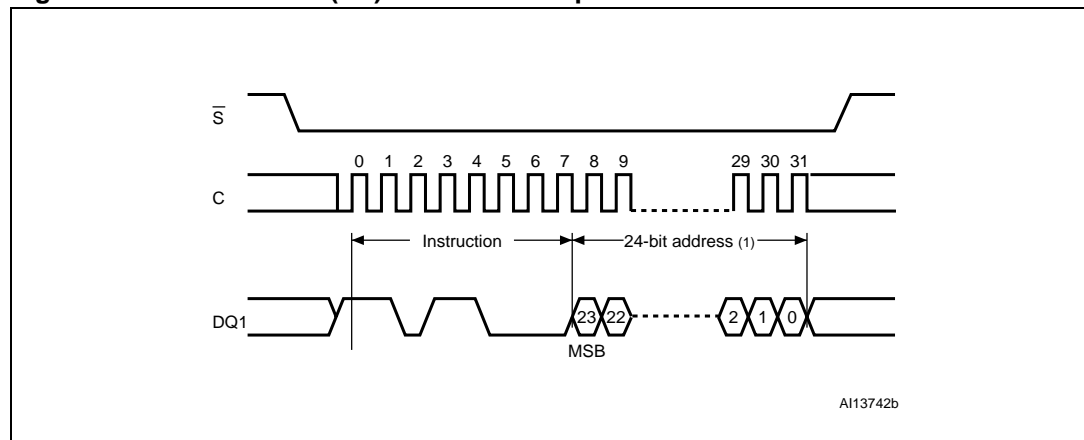 S
0 1 2 3 4 5 6 7 8 9 29 30 31
C
Instruction 24-bit address (1)
DQ1 23 22 2 1 0
MSB
AI13742b